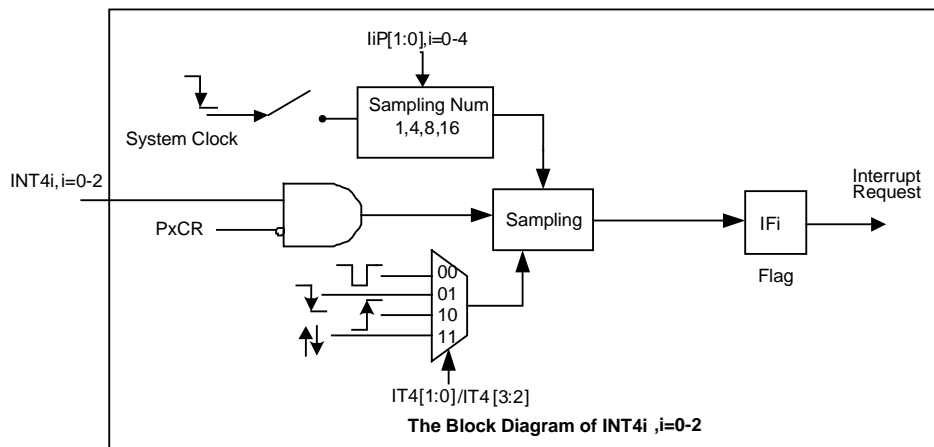 IiP[1:0],i=0-4
Sampling Num
1,4,8,16
System Clock
INT4i,i=0-2
Interrupt
Request
PxCR
Sampling
IFi
Flag
00
01
10
11
IT4[1:0]/IT4[3:2]
The Block Diagram of INT4i ,i=0-2